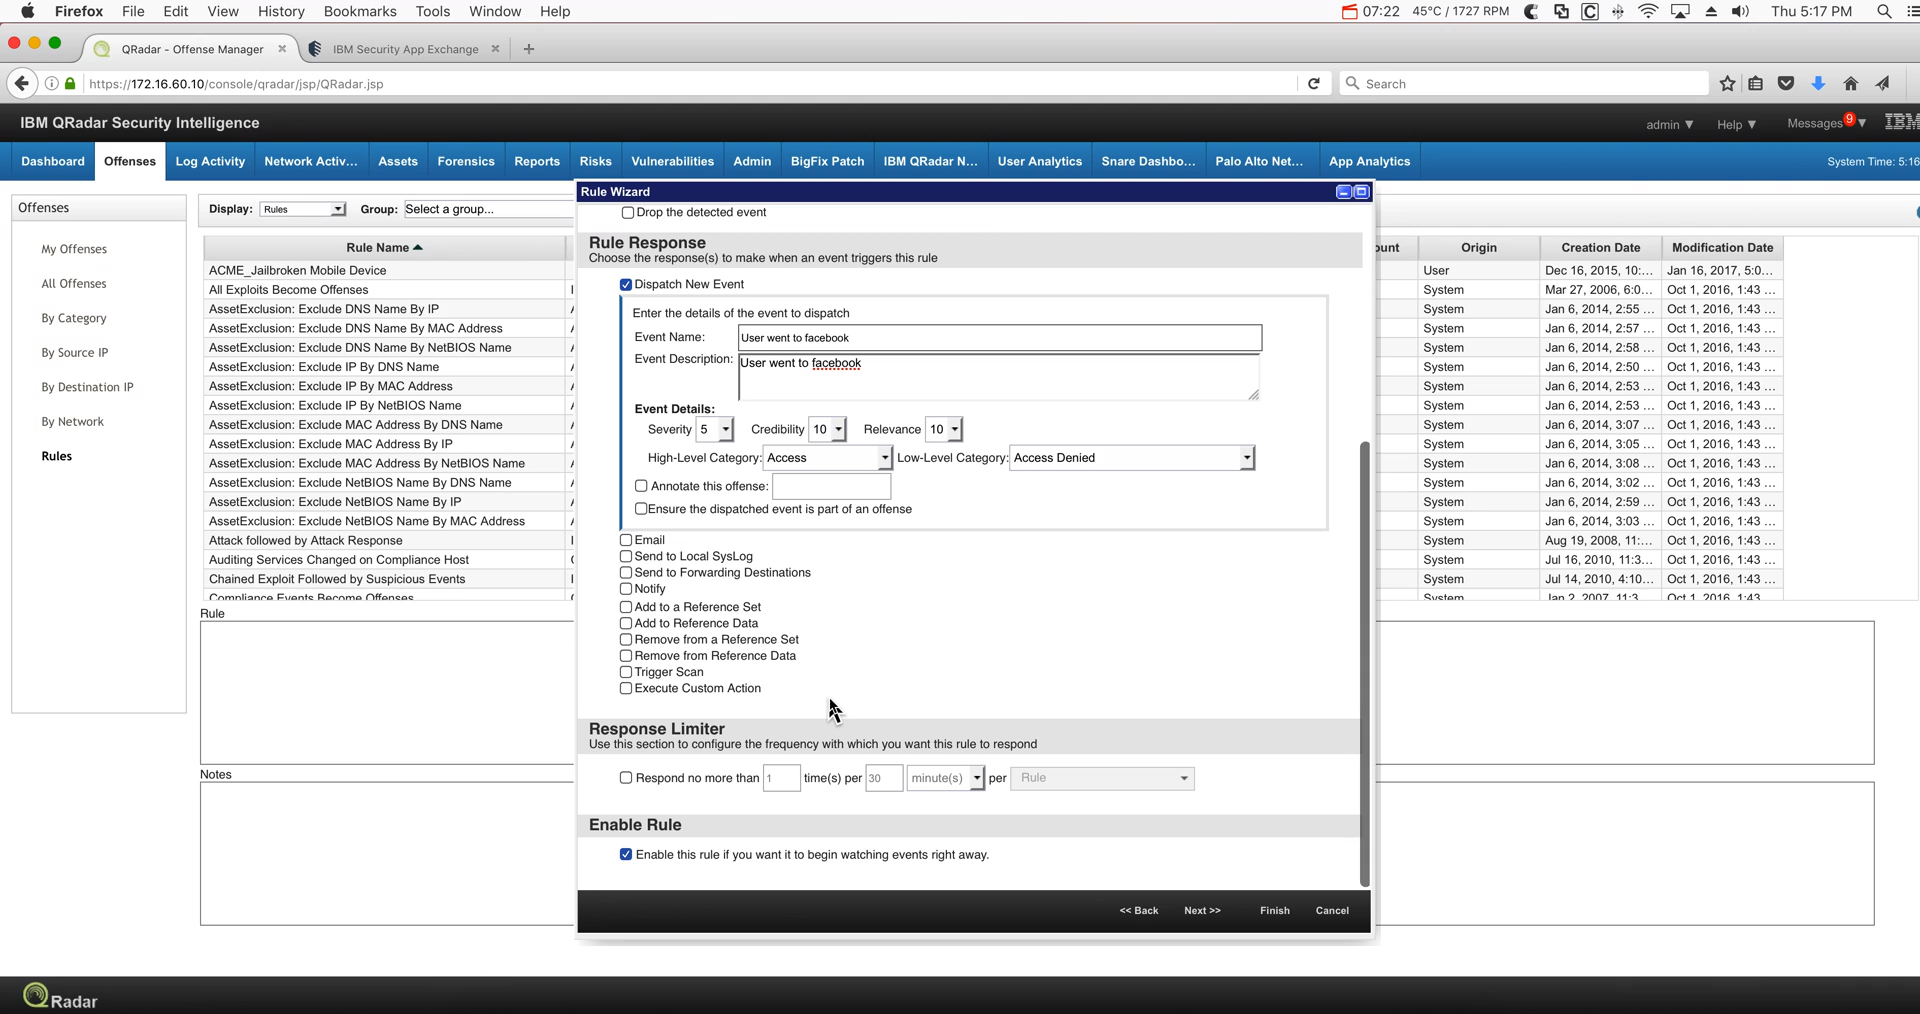 Firefox File Edit View History Bookmarks Tools Window Help 07:22 45°C / 1727 RPM Thu 5:17 PM
QRadar - Offense Manager IBM Security App Exchange
https://172.16.60.10/console/qradar/jsp/QRadar.jsp Search
IBM QRadar Security Intelligence admin Help Messages 9 IBM
Dashboard Offenses Log Activity Network Activ... Assets Forensics Reports Risks Vulnerabilities Admin BigFix Patch IBM QRadar N... User Analytics Snare Dashbo... Palo Alto Net... App Analytics System Time: 5:16
Offenses
My Offenses
All Offenses
By Category
By Source IP
By Destination IP
By Network
Rules
Display: Rules Group: Select a group...
Rule Name
ACME_Jailbroken Mobile Device
All Exploits Become Offenses
AssetExclusion: Exclude DNS Name By IP
AssetExclusion: Exclude DNS Name By MAC Address
AssetExclusion: Exclude DNS Name By NetBIOS Name
AssetExclusion: Exclude IP By DNS Name
AssetExclusion: Exclude IP By MAC Address
AssetExclusion: Exclude IP By NetBIOS Name
AssetExclusion: Exclude MAC Address By DNS Name
AssetExclusion: Exclude MAC Address By IP
AssetExclusion: Exclude MAC Address By NetBIOS Name
AssetExclusion: Exclude NetBIOS Name By DNS Name
AssetExclusion: Exclude NetBIOS Name By IP
AssetExclusion: Exclude NetBIOS Name By MAC Address
Attack followed by Attack Response
Auditing Services Changed on Compliance Host
Chained Exploit Followed by Suspicious Events
Compliance Events Become Offenses
Rule
Notes
Rule Wizard
Drop the detected event
Rule Response
Choose the response(s) to make when an event triggers this rule
Dispatch New Event
Enter the details of the event to dispatch
Event Name: User went to facebook
Event Description: User went to facebook
Event Details:
Severity 5 Credibility 10 Relevance 10
High-Level Category: Access Low-Level Category: Access Denied
Annotate this offense:
Ensure the dispatched event is part of an offense
Email
Send to Local SysLog
Send to Forwarding Destinations
Notify
Add to a Reference Set
Add to Reference Data
Remove from a Reference Set
Remove from Reference Data
Trigger Scan
Execute Custom Action
Response Limiter
Use this section to configure the frequency with which you want this rule to respond
Respond no more than 1 time(s) per 30 minute(s) per Rule
Enable Rule
Enable this rule if you want it to begin watching events right away.
<< Back Next >> Finish Cancel
ount Origin Creation Date Modification Date
User Dec 16, 2015, 10:... Jan 16, 2017, 5:0...
System Mar 27, 2006, 6:0... Oct 1, 2016, 1:43 ...
System Jan 6, 2014, 2:55 ... Oct 1, 2016, 1:43 ...
System Jan 6, 2014, 2:57 ... Oct 1, 2016, 1:43 ...
System Jan 6, 2014, 2:58 ... Oct 1, 2016, 1:43 ...
System Jan 6, 2014, 2:50 ... Oct 1, 2016, 1:43 ...
System Jan 6, 2014, 2:53 ... Oct 1, 2016, 1:43 ...
System Jan 6, 2014, 2:53 ... Oct 1, 2016, 1:43 ...
System Jan 6, 2014, 3:07 ... Oct 1, 2016, 1:43 ...
System Jan 6, 2014, 3:05 ... Oct 1, 2016, 1:43 ...
System Jan 6, 2014, 3:08 ... Oct 1, 2016, 1:43 ...
System Jan 6, 2014, 3:02 ... Oct 1, 2016, 1:43 ...
System Jan 6, 2014, 2:59 ... Oct 1, 2016, 1:43 ...
System Jan 6, 2014, 3:03 ... Oct 1, 2016, 1:43 ...
System Aug 19, 2008, 11:... Oct 1, 2016, 1:43 ...
System Jul 16, 2010, 11:3... Oct 1, 2016, 1:43 ...
System Jul 14, 2010, 4:10... Oct 1, 2016, 1:43 ...
System Jan 2, 2007, 11:3... Oct 1, 2016, 1:43 ...
QRadar